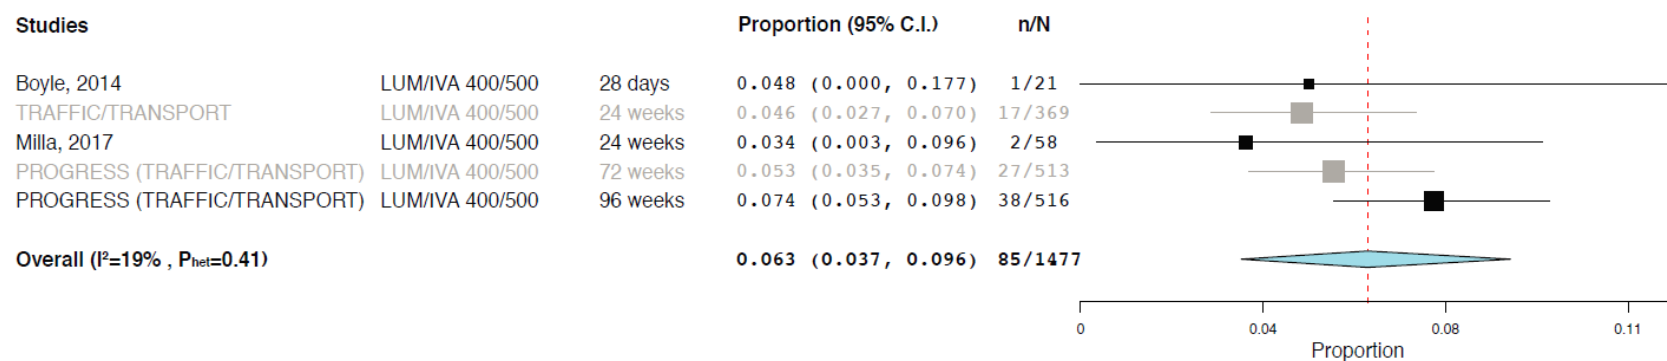 Studies Proportion (95% C.I.) n/N
Boyle, 2014 LUM/IVA 400/500 28 days 0.048 (0.000, 0.177) 1/21
TRAFFIC/TRANSPORT LUM/IVA 400/500 24 weeks 0.046 (0.027, 0.070) 17/369
Milla, 2017 LUM/IVA 400/500 24 weeks 0.034 (0.003, 0.096) 2/58
PROGRESS (TRAFFIC/TRANSPORT) LUM/IVA 400/500 72 weeks 0.053 (0.035, 0.074) 27/513
PROGRESS (TRAFFIC/TRANSPORT) LUM/IVA 400/500 96 weeks 0.074 (0.053, 0.098) 38/516
Overall (I²=19% , Phet=0.41) 0.063 (0.037, 0.096) 85/1477
0 0.04 0.08 0.11
Proportion